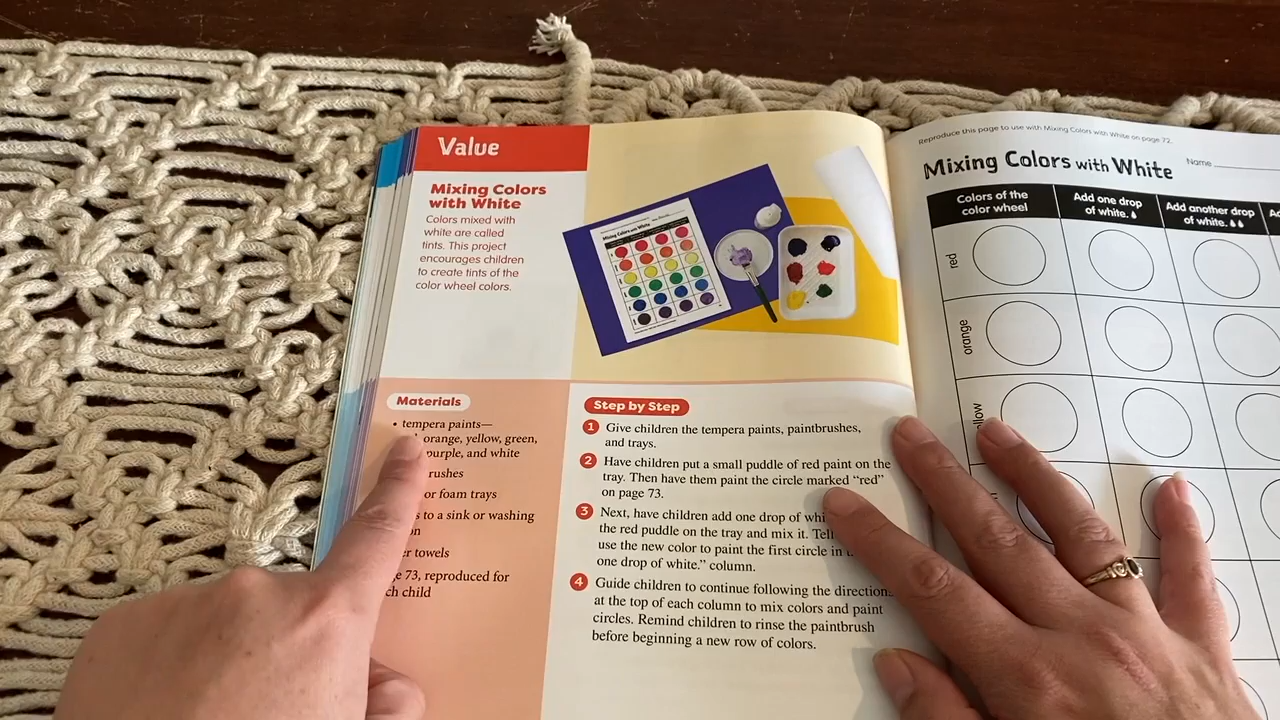 Value
Mixing Colors
with White
Colors mixed with
white are called
tints. This project
encourages children
to create tints of the
color wheel colors.
Materials
• tempera paints—
orange, yellow, green,
purple, and white
rushes
or foam trays
to a sink or washing
er towels
73, reproduced for
child
Step by Step
1 Give children the tempera paints, paintbrushes,
and trays.
2 Have children put a small puddle of red paint on the
tray. Then have them paint the circle marked “red”
on page 73.
3 Next, have children add one drop of
the red puddle on the tray and mix it. Tell
use the new color to paint the first circle in
one drop of white.” column.
4 Guide children to continue following the direction
at the top of each column to mix colors and paint
circles. Remind children to rinse the paintbrush
before beginning a new row of colors.
Reproduce this page to use with Mixing Colors with White on page 72.
Mixing Colors with White
Name
Colors of the
color wheel
Add one drop
of white.
Add another drop
of white.
red
orange